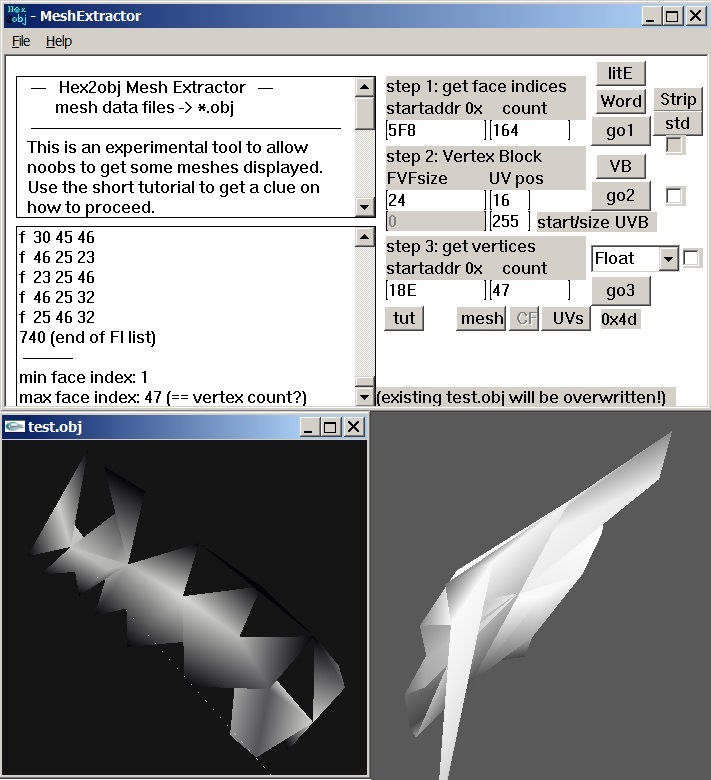 Hex obj - MeshExtractor
File Help
— Hex2obj Mesh Extractor —
mesh data files -> *.obj
This is an experimental tool to allow
noobs to get some meshes displayed.
Use the short tutorial to get a clue on
how to proceed.
f 30 45 46
f 46 25 23
f 23 25 46
f 46 25 32
f 25 46 32
740 (end of FI list)
min face index: 1
max face index: 47 (== vertex count?)
step 1: get face indices
startaddr 0x count
5F8 164
litE
Word
go1
Strip
std
step 2: Vertex Block
FVFsize UV pos
24 16
0 255 start/size UVB
VB
go2
step 3: get vertices
startaddr 0x count
18E 47
Float
go3
tut mesh CF UVs 0x4d
(existing test.obj will be overwritten!)
test.obj